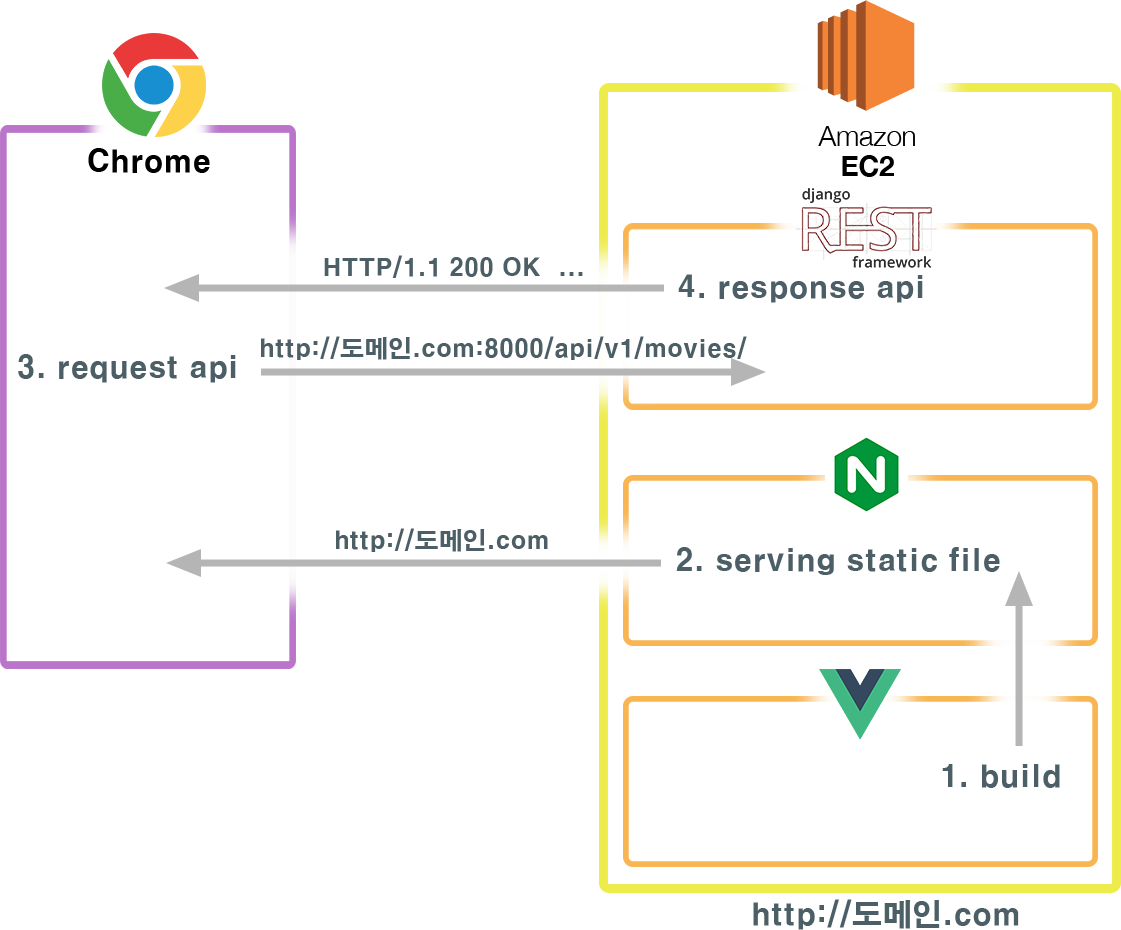 Chrome
Amazon
EC2
django
REST
framework
HTTP/1.1 200 OK ...
4. response api
http://도메인.com:8000/api/v1/movies/
3. request api
N
http://도메인.com
2. serving static file
1. build
http://도메인.com